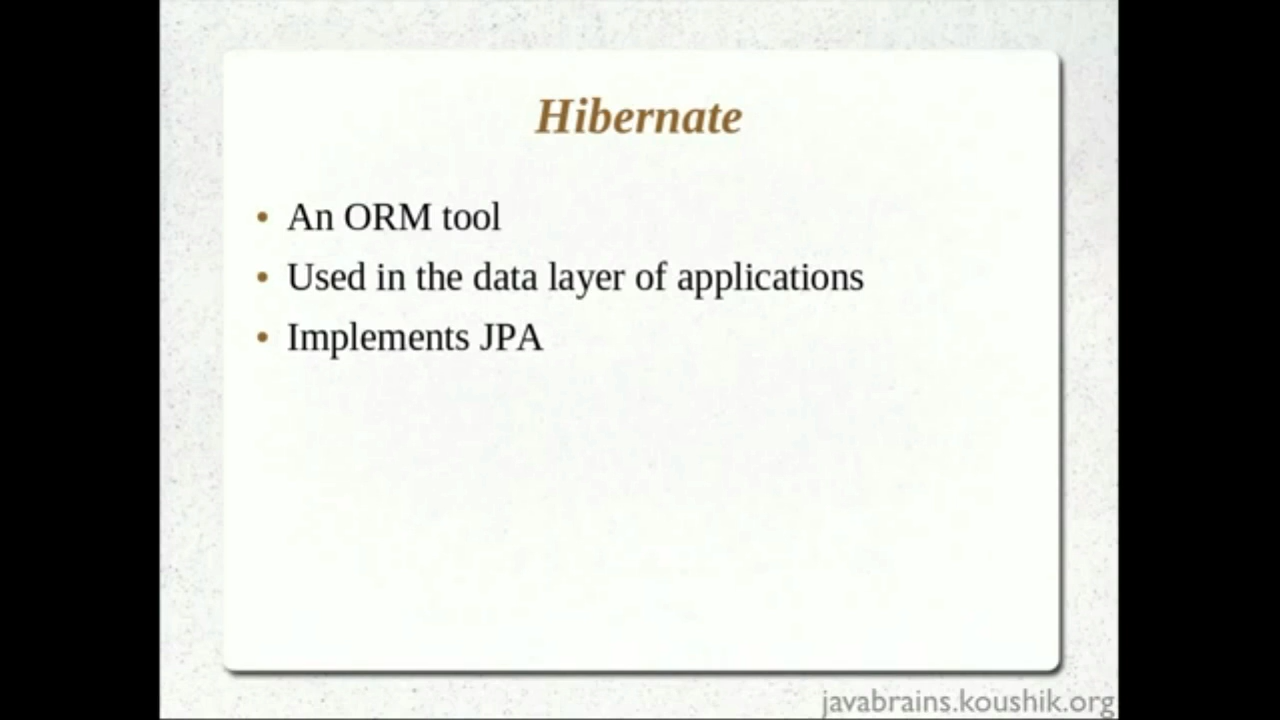 Hibernate
• An ORM tool
• Used in the data layer of applications
• Implements JPA
javabrains.koushik.org